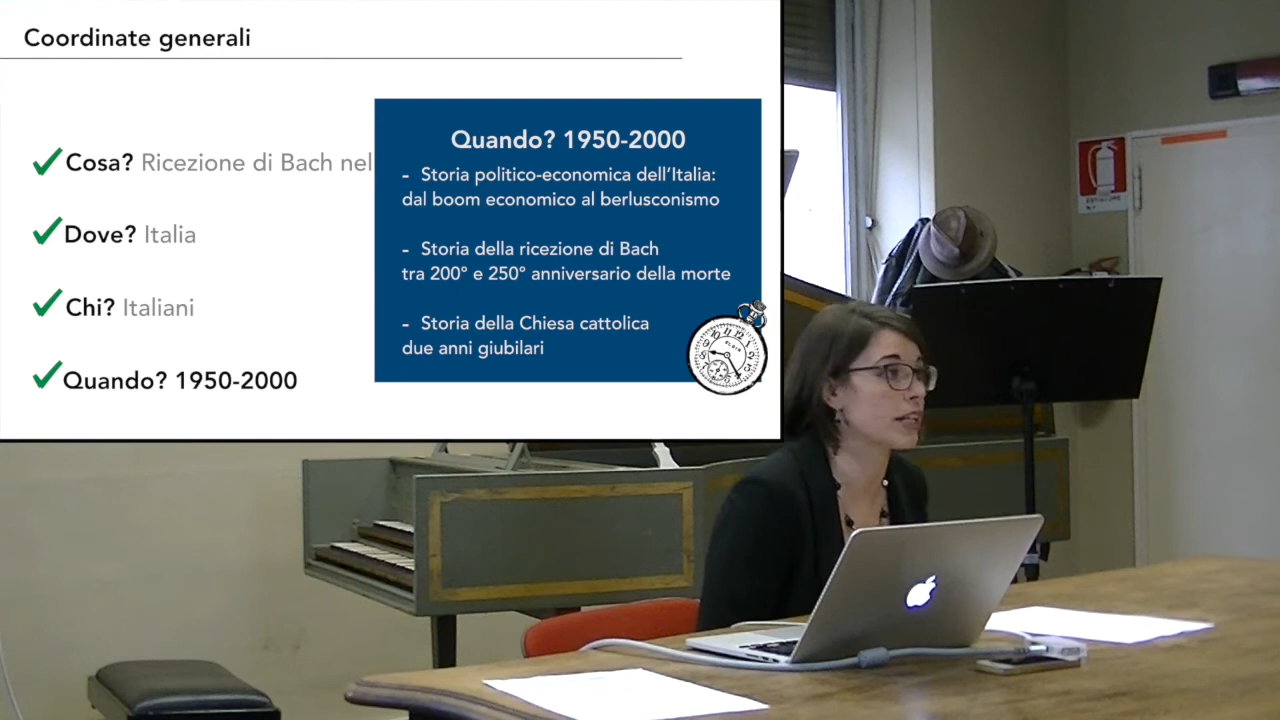 Coordinate generali
Cosa? Ricezione di Bach nel
Dove? Italia
Chi? Italiani
Quando? 1950-2000
Quando? 1950-2000
- Storia politico-economica dell'Italia:
dal boom economico al berlusconismo
- Storia della ricezione di Bach
tra 200° e 250° anniversario della morte
- Storia della Chiesa cattolica
due anni giubilari
ELGIN
ESTINTORE